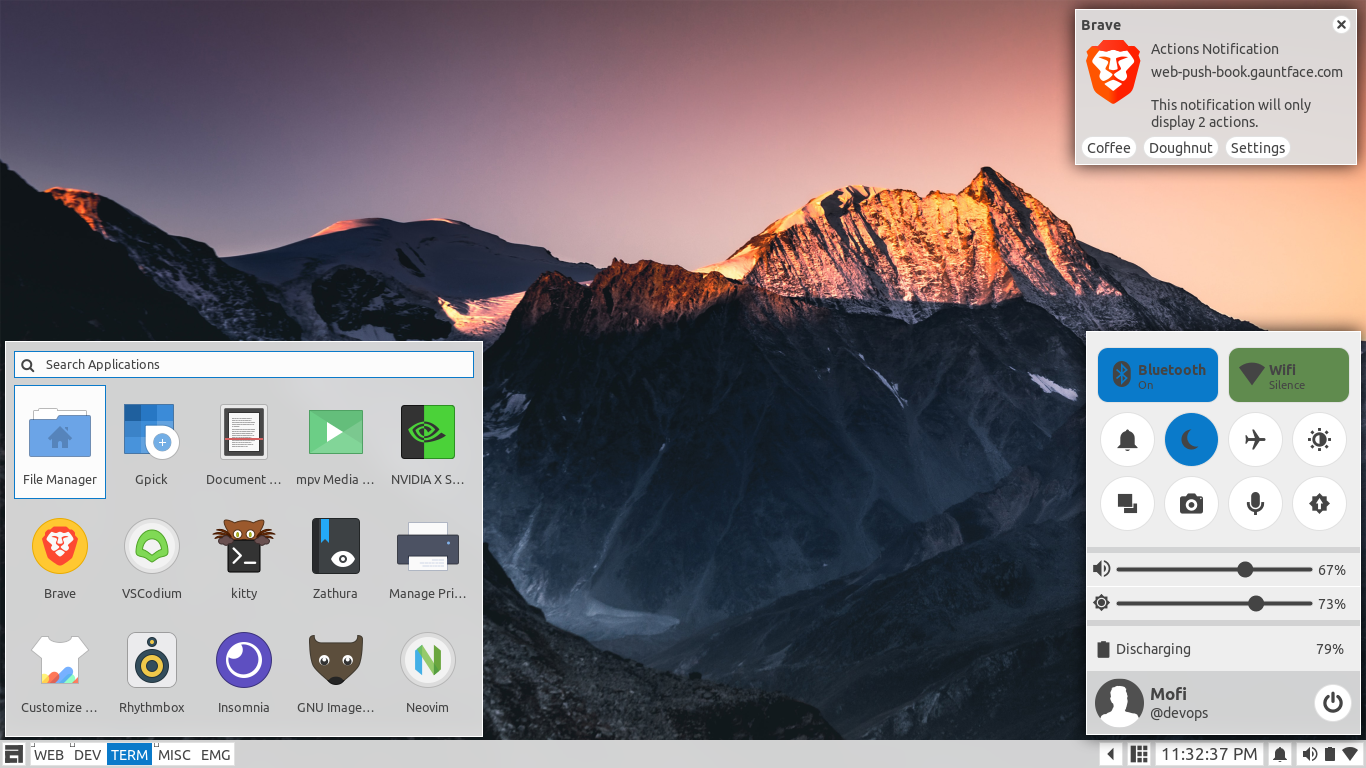 Brave
Actions Notification
web-push-book.gauntface.com
This notification will only
display 2 actions.
Coffee Doughnut Settings
Search Applications
File Manager Gpick Document ... mpv Media ... NVIDIA X S...
Brave VSCodium kitty Zathura Manage Pri...
Customize ... Rhythmbox Insomnia GNU Image... Neovim
Bluetooth
On
Wifi
Silence
67%
73%
Discharging 79%
Mofi
@devops
WEB DEV TERM MISC EMG 11:32:37 PM